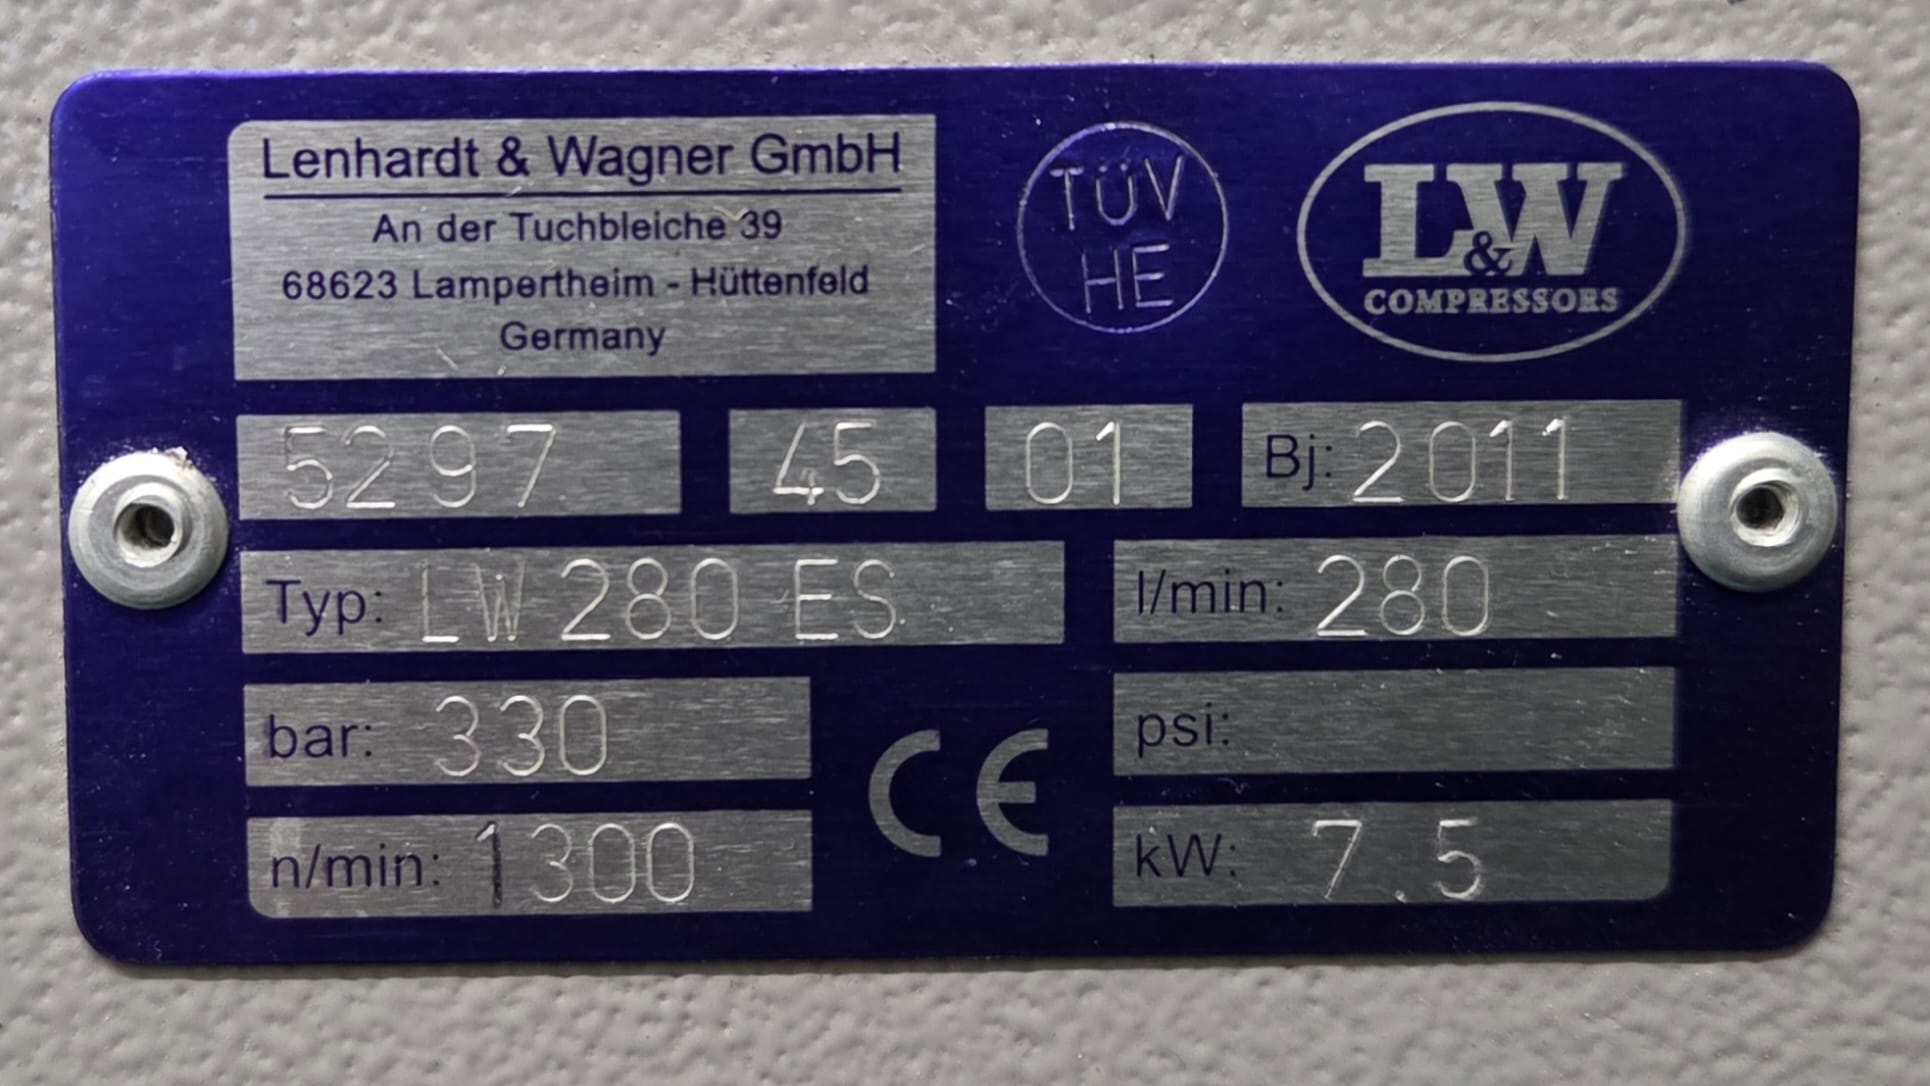 Lenhardt & Wagner GmbH
An der Tuchbleiche 39
68623 Lampertheim - Hüttenfeld
Germany
TÜV
HE
L&W
COMPRESSORS
5297 45 01 Bj: 2011
Typ: LW 280 ES l/min: 280
bar: 330 psi:
CE
n/min: 1300 kW: 7.5